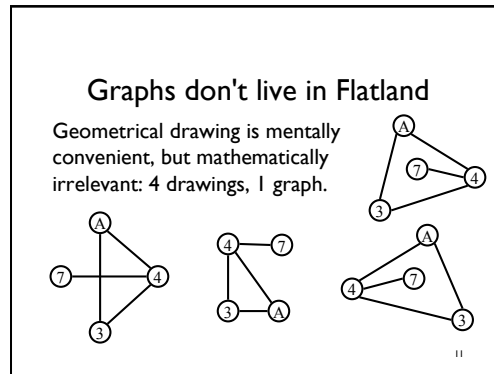 Graphs don't live in Flatland
Geometrical drawing is mentally
convenient, but mathematically
irrelevant: 4 drawings, 1 graph.
A
7
4
3
A
7
4
3
4
7
3
A
A
4
7
3
11